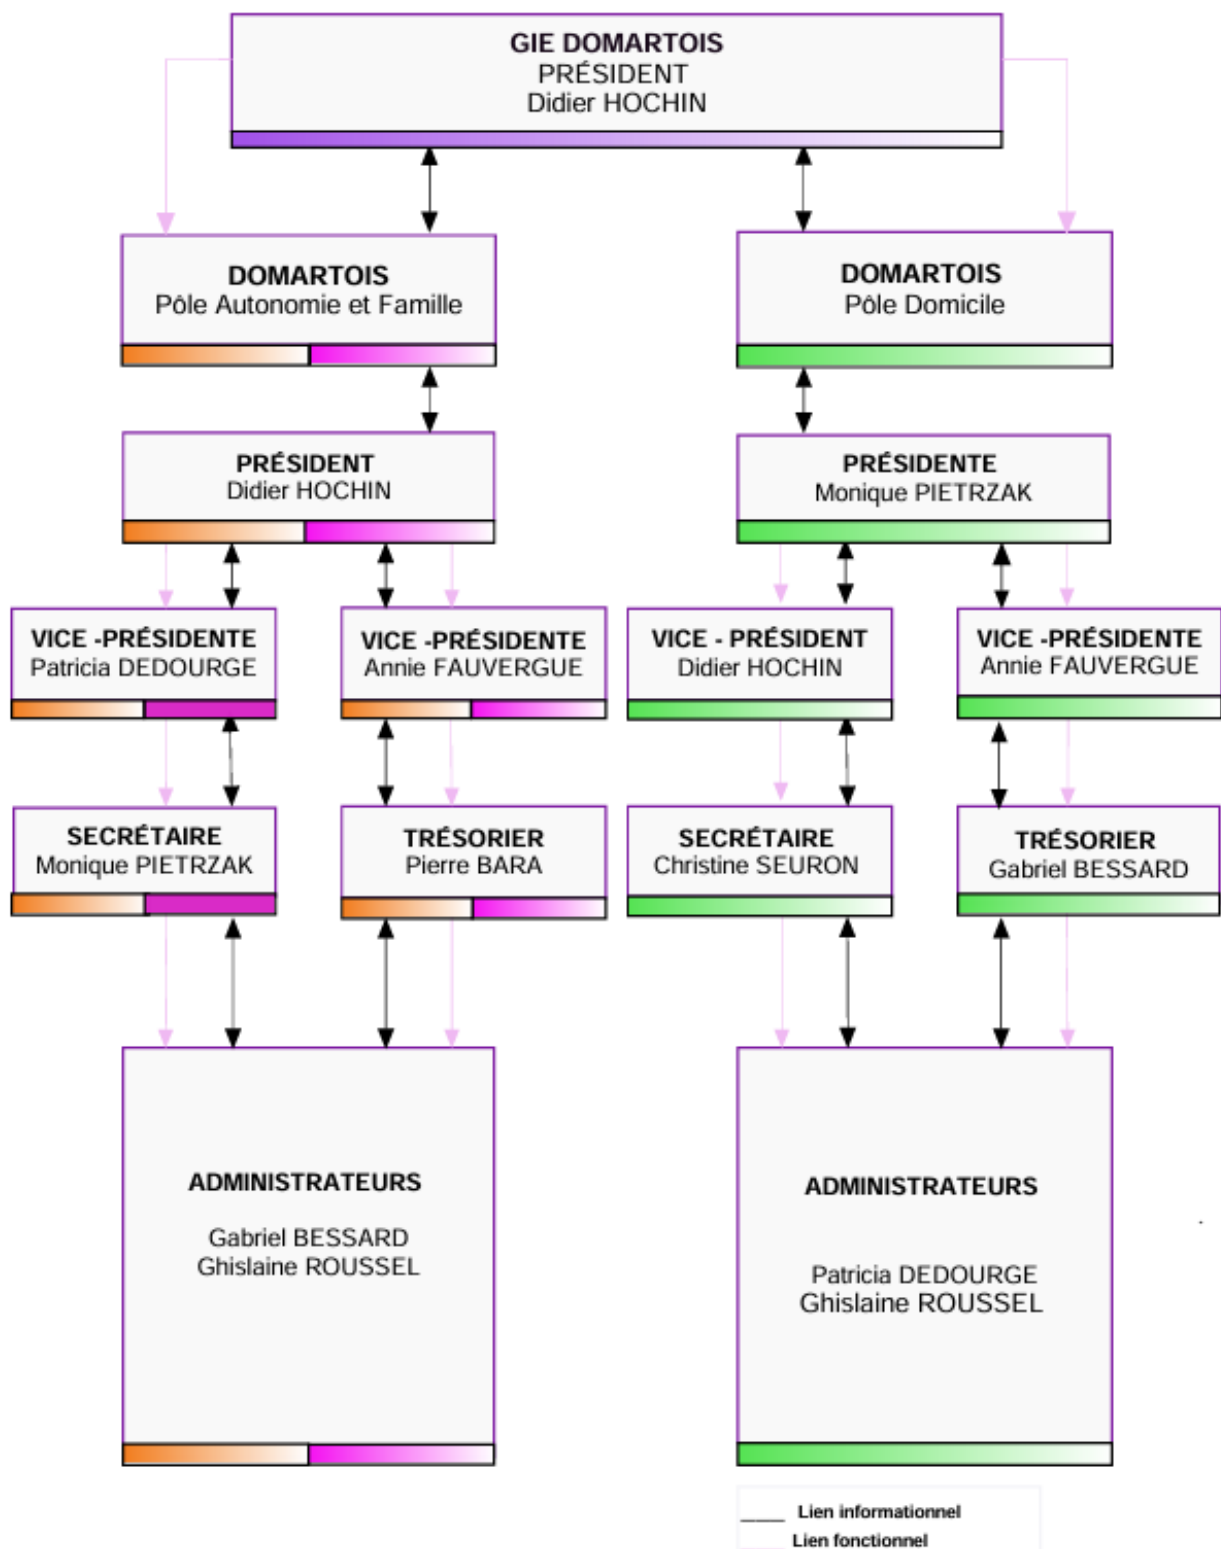 GIE DOMARTOIS
PRÉSIDENT
Didier HOCHIN
DOMARTOIS
Pôle Autonomie et Famille
DOMARTOIS
Pôle Domicile
PRÉSIDENT
Didier HOCHIN
PRÉSIDENTE
Monique PIETRZAK
VICE -PRÉSIDENTE
Patricia DEDOURGE
VICE -PRÉSIDENTE
Annie FAUVERGUE
VICE - PRÉSIDENT
Didier HOCHIN
VICE -PRÉSIDENTE
Annie FAUVERGUE
SECRÉTAIRE
Monique PIETRZAK
TRÉSORIER
Pierre BARA
SECRÉTAIRE
Christine SEURON
TRÉSORIER
Gabriel BESSARD
ADMINISTRATEURS
Gabriel BESSARD
Ghislaine ROUSSEL
ADMINISTRATEURS
Patricia DEDOURGE
Ghislaine ROUSSEL
Lien informationnel
Lien fonctionnel